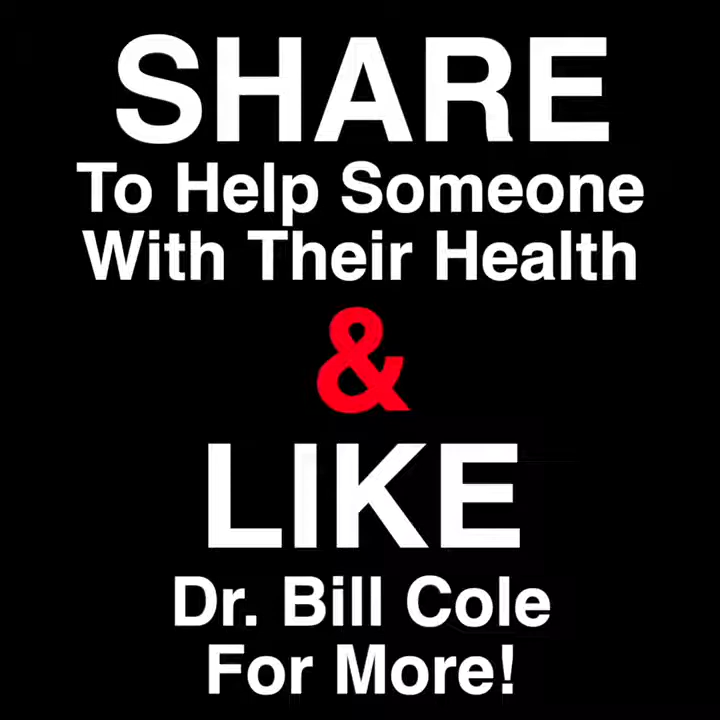 SHARE
To Help Someone
With Their Health
&
LIKE
Dr. Bill Cole
For More!